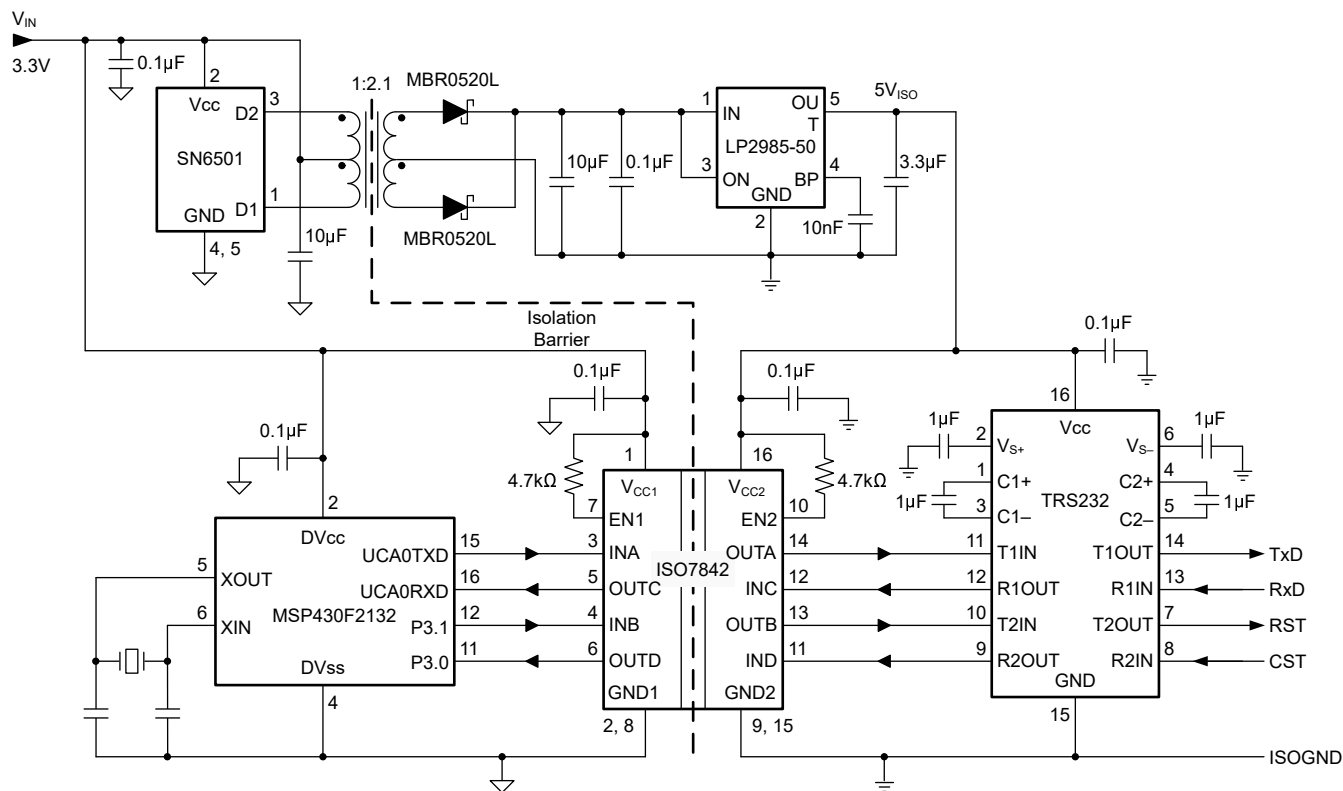 VIN
3.3V
0.1µF
2
Vcc
D2
3
SN6501
GND
D1
1
4, 5
10µF
1:2.1
MBR0520L
MBR0520L
10µF
0.1µF
1
IN
OU
T
5
LP2985-50
3
ON
BP
4
GND
2
10nF
5VISO
3.3µF
Isolation
Barrier
0.1µF
0.1µF
0.1µF
0.1µF
1
16
4.7kΩ
4.7kΩ
VCC1
VCC2
7
EN1
EN2
10
3
INA
OUTA
14
ISO7842
5
OUTC
INC
12
4
INB
OUTB
13
6
OUTD
IND
11
GND1
GND2
2, 8
9, 15
2
DVcc
5
XOUT
UCA0TXD
15
UCA0RXD
16
MSP430F2132
6
XIN
P3.1
12
P3.0
11
DVss
4
16
Vcc
1µF
2
VS+
VS–
6
1µF
1
C1+
C2+
4
TRS232
1µF
3
C1–
C2–
5
1µF
11
T1IN
T1OUT
14
TxD
12
R1OUT
R1IN
13
RxD
10
T2IN
T2OUT
7
RST
9
R2OUT
R2IN
8
CST
GND
15
ISOGND